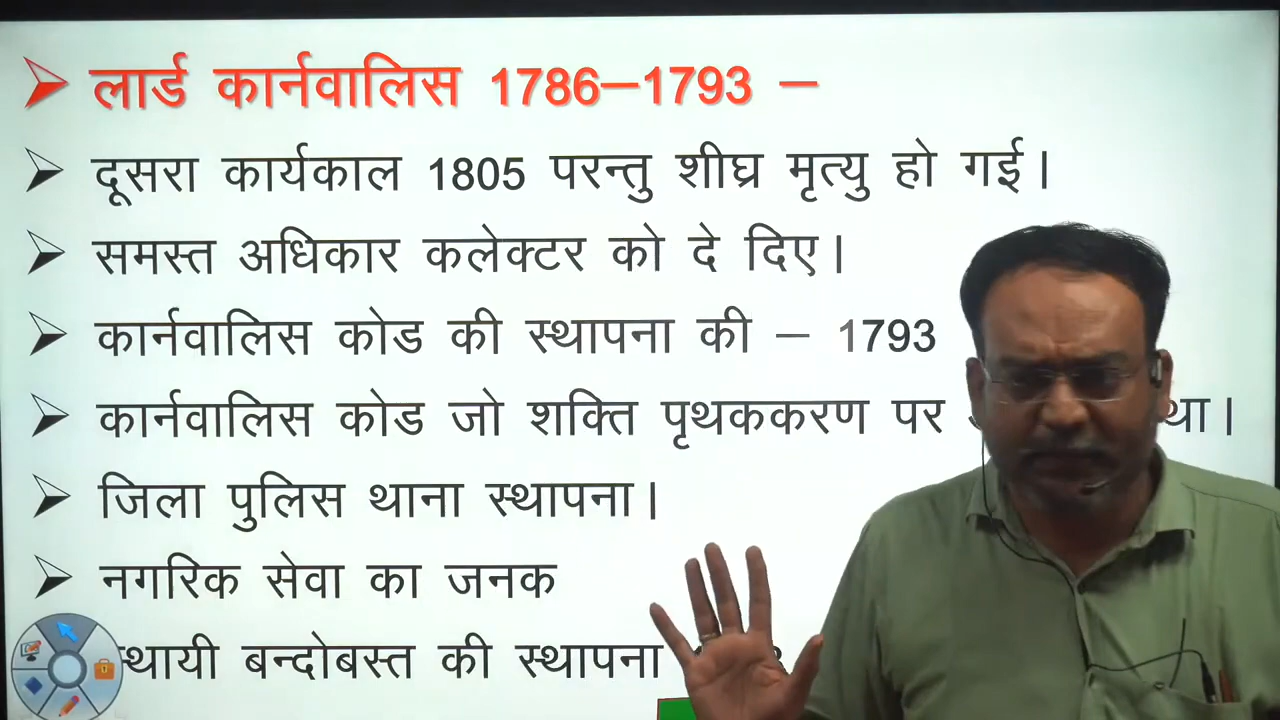 लार्ड कार्नवालिस 1786–1793 –
दूसरा कार्यकाल 1805 परन्तु शीघ्र मृत्यु हो गई।
समस्त अधिकार कलेक्टर को दे दिए।
कार्नवालिस कोड की स्थापना की – 1793
कार्नवालिस कोड जो शक्ति पृथककरण पर था।
जिला पुलिस थाना स्थापना।
नगरिक सेवा का जनक
बन्दोबस्त की स्थापना